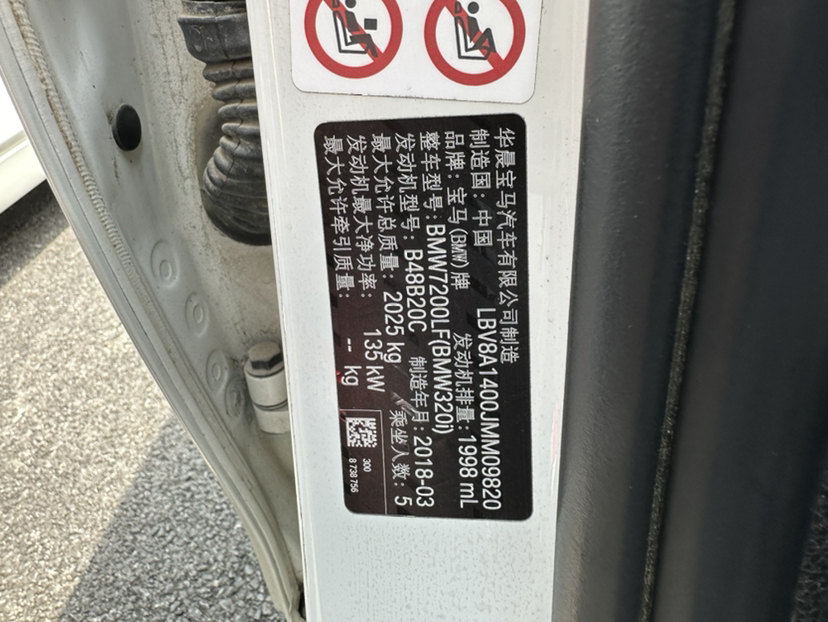 华晨宝马汽车有限公司制造
制造国：中国 LBV8A1400JMM09820
品牌：宝马(BMW)牌 发动机排量：1998 mL
整车型号：BMW7200LF(BMW320i)
发动机型号：B48B20C 制造年月：2018-03
最大允许总质量：2025 kg 乘坐人数：5
发动机最大净功率：135 kW
最大允许牵引质量：-- kg
300
8 738 756